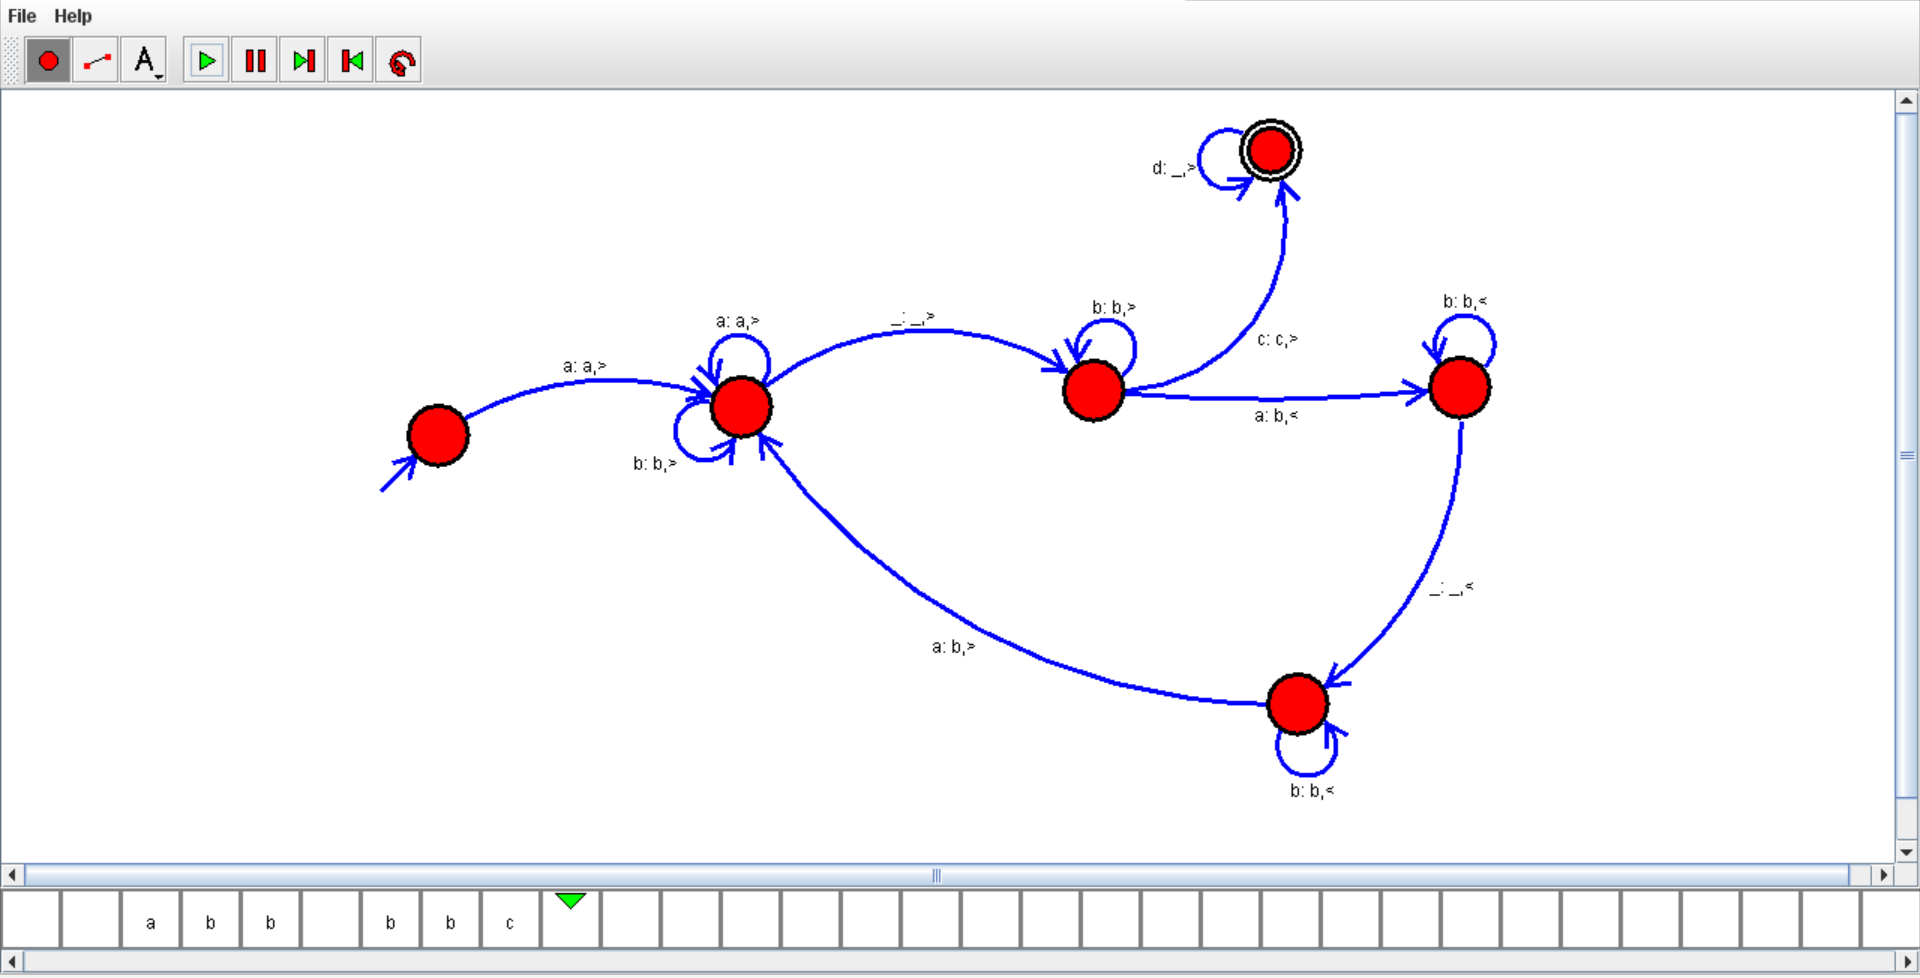 File Help
A
d: _,>
b: b,<
b: b,>
a: a,>
_: _,>
c: c,>
a: a,>
a: b,<
b: b,>
_: _,<
a: b,>
b: b,<
a b b b b c